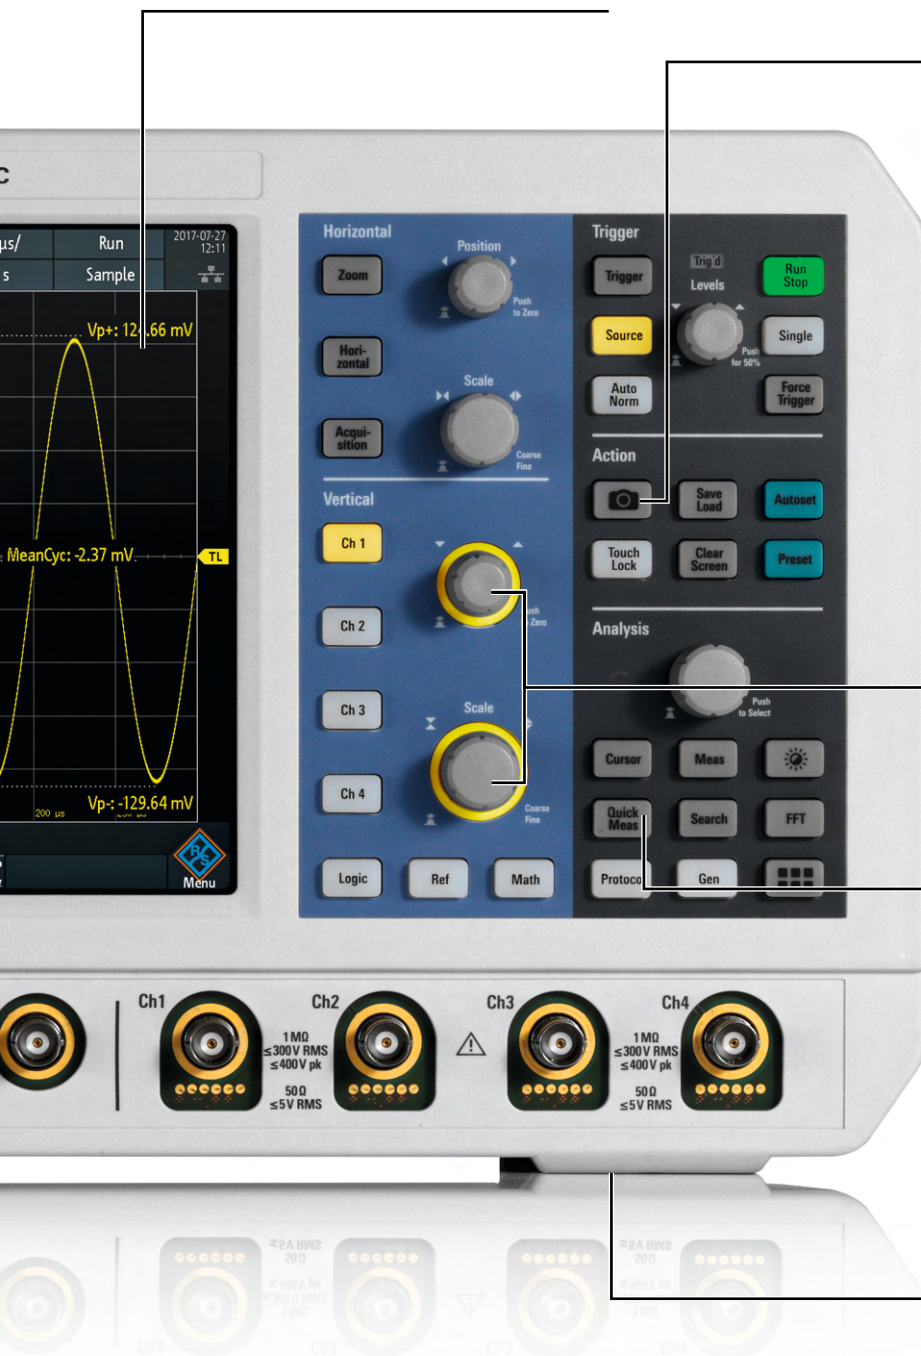 C
µs/
Run
2017-07-27
12:11
s
Sample
Vp+: 12 .66 mV
MeanCyc: -2.37 mV
TL
Vp-: -129.64 mV
200 µs
R&S
Menu
Horizontal
Position
Zoom
Push
to Zero
Hori-
zontal
Scale
Acqui-
sition
Coarse
Fine
Vertical
Ch 1
Push
to Zero
Ch 2
Ch 3
Scale
Ch 4
Coarse
Fine
Logic
Ref
Math
Trigger
Trig'd
Trigger
Levels
Run
Stop
Source
Single
Push
for 50%
Auto
Norm
Force
Trigger
Action
Save
Load
Autoset
Touch
Lock
Clear
Screen
Preset
Analysis
Push
to Select
Cursor
Meas
Quick
Meas
Search
FFT
Protocol
Gen
Ch1
Ch2
Ch3
Ch4
1 MΩ
≤300 V RMS
≤400 V pk
50 Ω
≤5 V RMS
1 MΩ
≤300 V RMS
≤400 V pk
50 Ω
≤5 V RMS